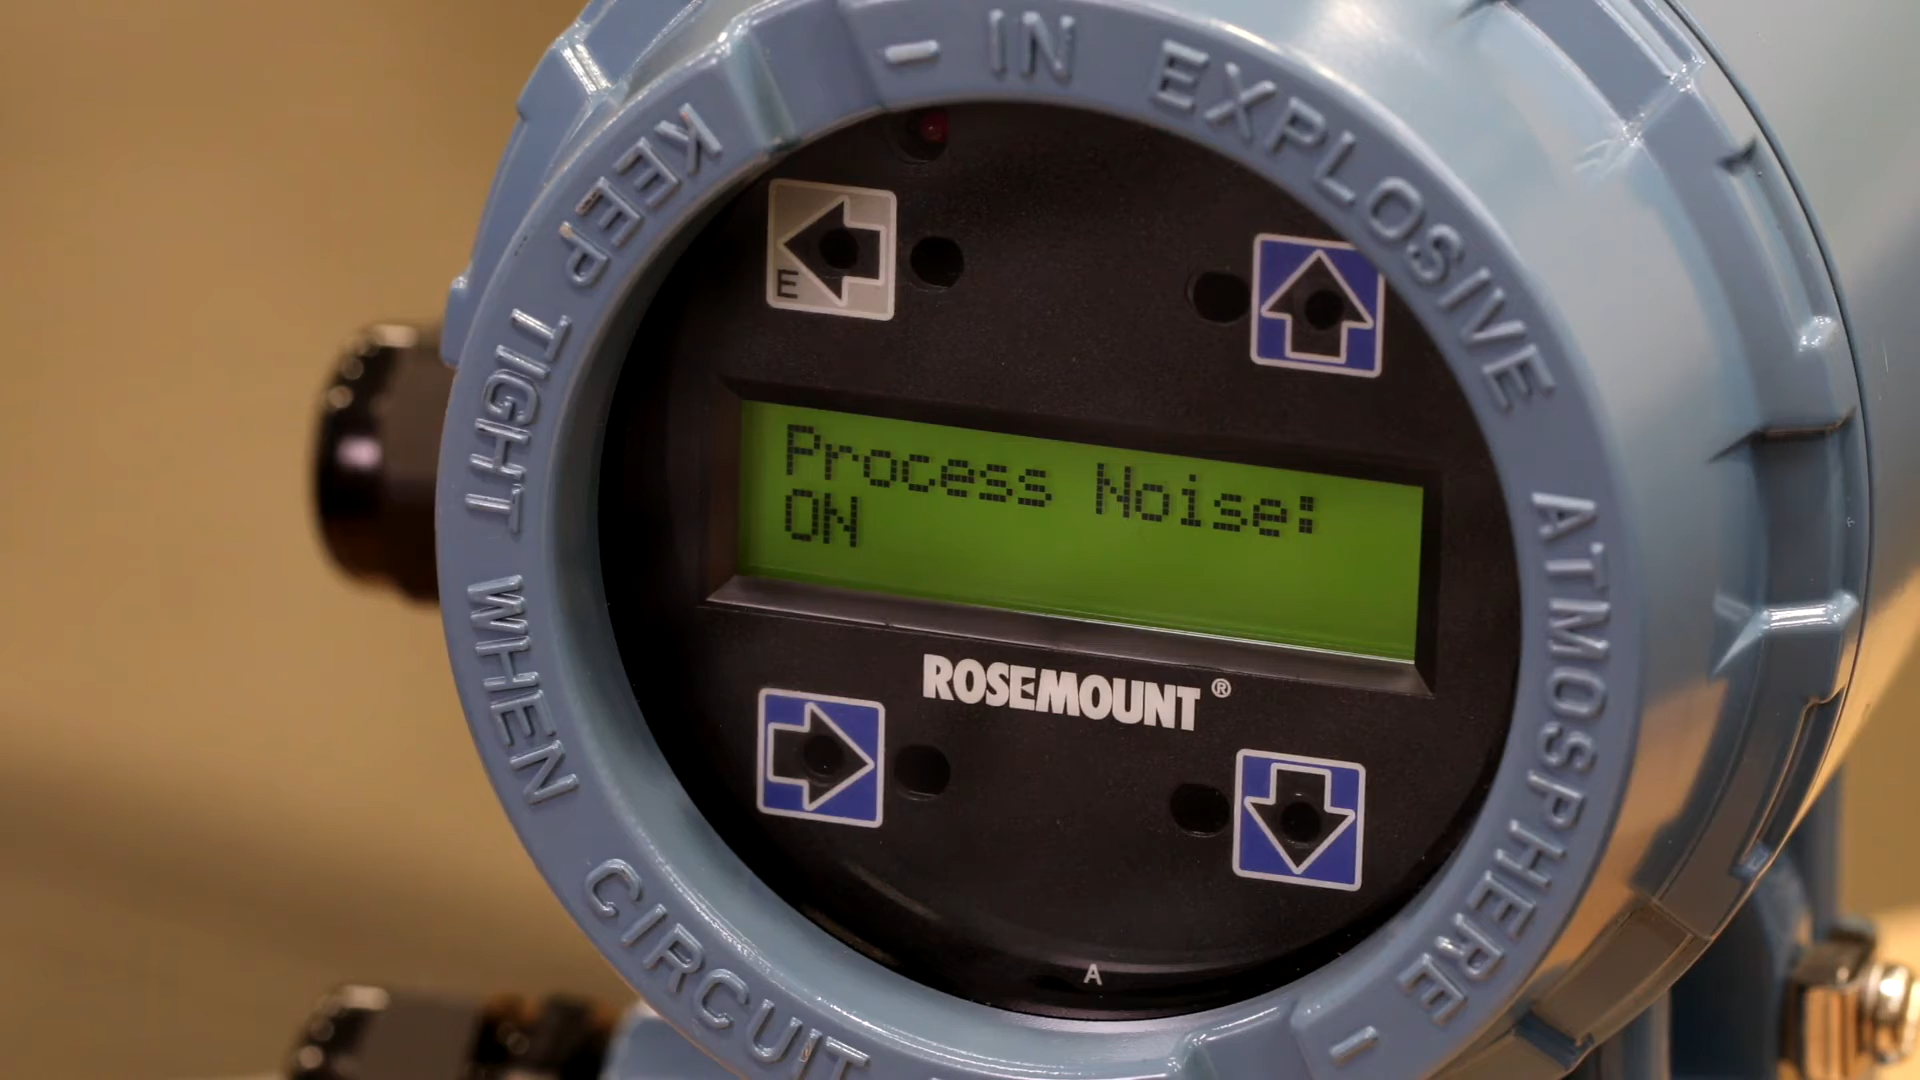 - IN EXPLOSIVE ATMOSPHERE -
KEEP TIGHT WHEN CIRCUIT
E
Process Noise:
ON
ROSEMOUNT®
A